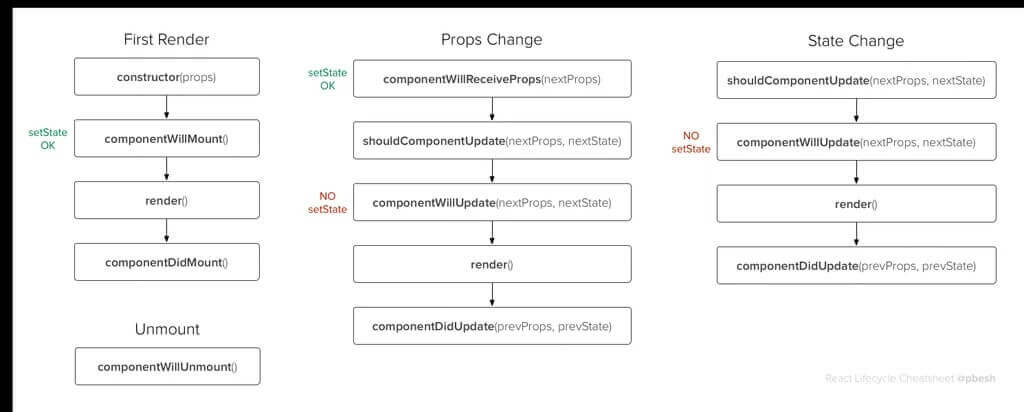 First Render
constructor(props)
setState
OK
componentWillMount()
render()
componentDidMount()
Unmount
componentWillUnmount()
Props Change
setState
OK
componentWillReceiveProps(nextProps)
shouldComponentUpdate(nextProps, nextState)
NO
setState
componentWillUpdate(nextProps, nextState)
render()
componentDidUpdate(prevProps, prevState)
State Change
shouldComponentUpdate(nextProps, nextState)
NO
setState
componentWillUpdate(nextProps, nextState)
render()
componentDidUpdate(prevProps, prevState)
React Lifecycle Cheatsheet @pbesh